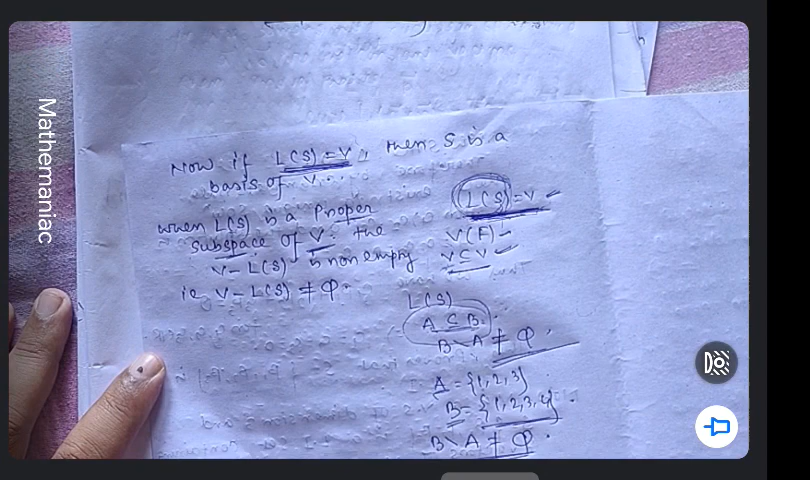 Mathemaniac
Now if L(S) = V, then S is a
basis of V.
when L(S) is a Proper
subspace of V. the
V - L(S) is non empty
ie, V - L(S) ≠ φ.
L(S) = V
V(F)
V ⊆ V
L(S)
A ⊆ B.
B \ A ≠ φ.
A = {1,2,3}
B = {1,2,3,4}
B \ A ≠ φ.